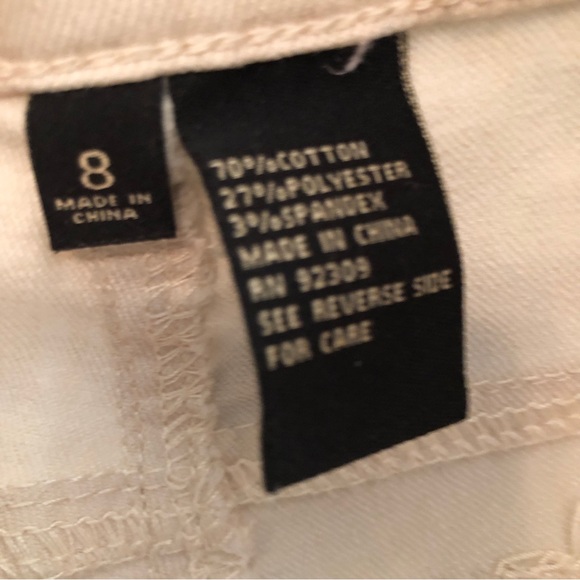 8
MADE IN
CHINA
70%COTTON
27%POLYESTER
3%SPANDEX
MADE IN CHINA
RN 92309
SEE REVERSE SIDE
FOR CARE